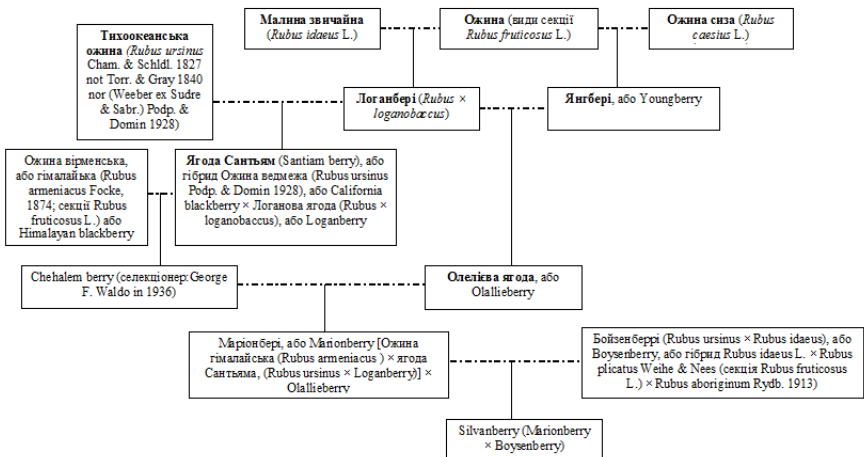 Тихоокеанська
ожина (Rubus ursinus
Cham. & Schldl. 1827
not Torr. & Gray 1840
nor (Weeber ex Sudre
& Sabr.) Podp. &
Domin 1928)
Малина звичайна
(Rubus idaeus L.)
Ожина (види секції
Rubus fruticosus L.)
Ожина сиза (Rubus
caesius L.)
Логанбері (Rubus ×
loganobaccus)
Янгбері, або Youngberry
Ожина вірменська,
або гімалайька (Rubus
armeniacus Focke,
1874; секції Rubus
fruticosus L.) або
Himalayan blackberry
Ягода Сантьям (Santiam berry), або
гібрид Ожина ведмежа (Rubus ursinus
Podp. & Domin 1928), або California
blackberry × Логанова ягода (Rubus ×
loganobaccus), або Loganberry
Chehalem berry (селекціонер:George
F. Waldo in 1936)
Олелієва ягода, або
Olallieberry
Маріонбері, або Marionberry [Ожина
гімалайська (Rubus armeniacus ) × ягода
Сантьяма, (Rubus ursinus × Loganberry)] ×
Olallieberry
Бойзенберрі (Rubus ursinus × Rubus idaeus), або
Boysenberry, або гібрид Rubus idaeus L. × Rubus
plicatus Weihe & Nees (секція Rubus fruticosus
L.) × Rubus aboriginum Rydb. 1913)
Silvanberry (Marionberry
× Boysenberry)